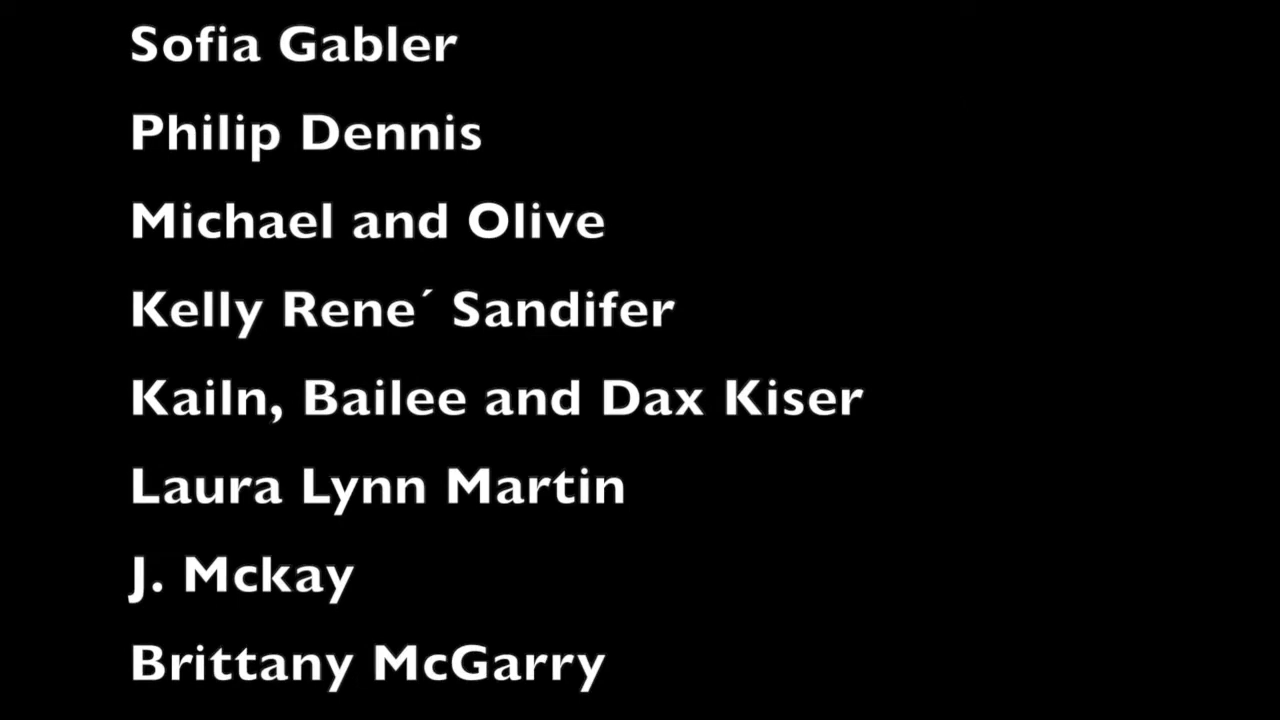 Sofia Gabler
Philip Dennis
Michael and Olive
Kelly Rene´ Sandifer
Kailn, Bailee and Dax Kiser
Laura Lynn Martin
J. Mckay
Brittany McGarry